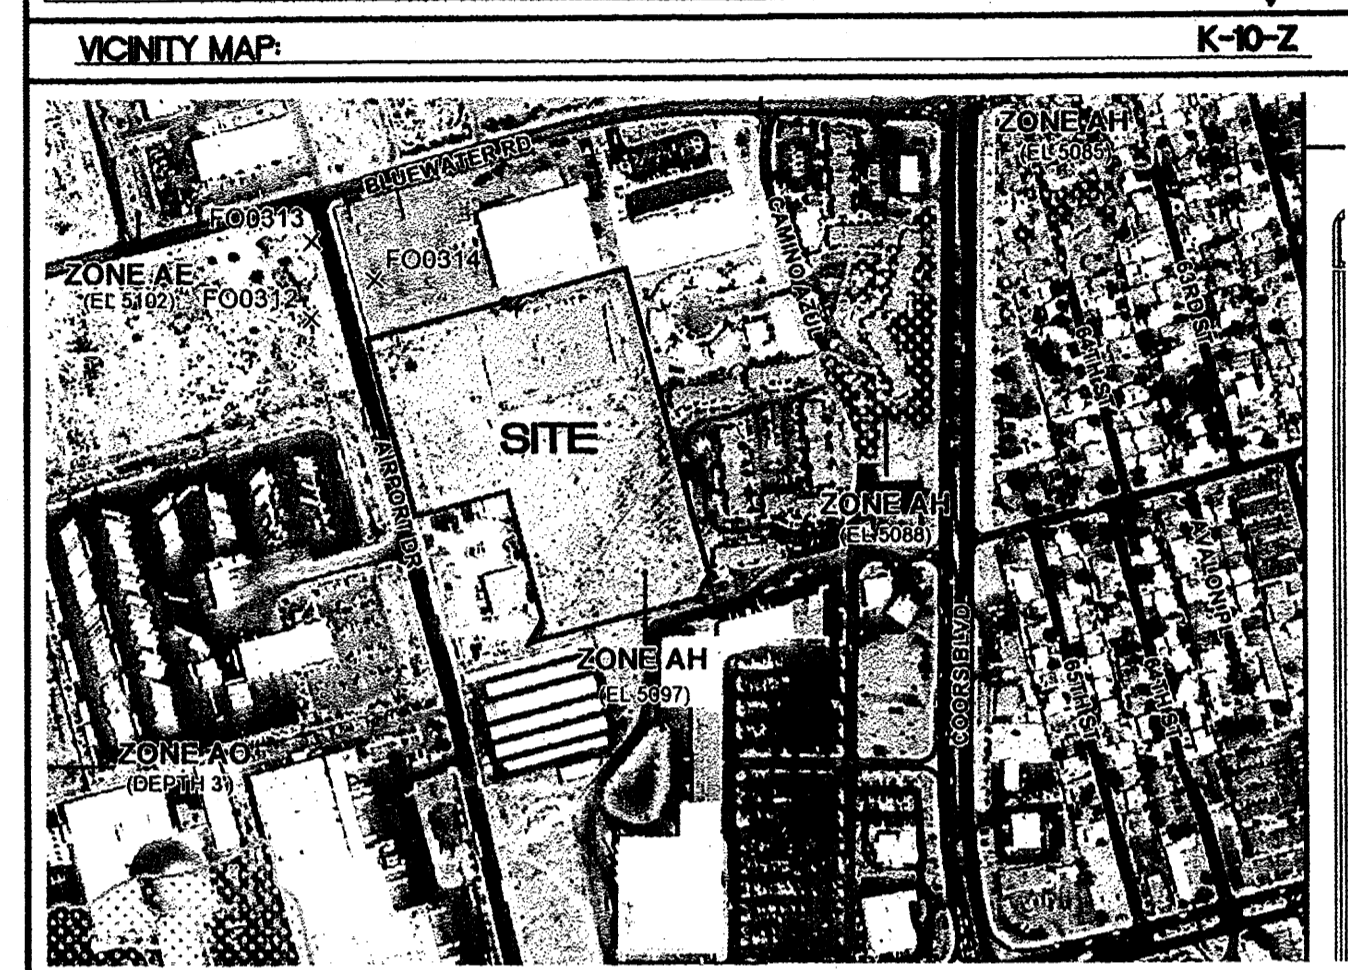 VICINITY MAP:
K-10-Z
ZONE AH
(EL 5085)
BLUEWATER RD
FO0313
FO0314
ZONE AE
(EL 5102)
FO0312
CAMINO AZUL
63RD ST
64TH ST
SITE
AIRPORT DR
ZONE AH
(EL 5088)
AVALON PL
COORS BLVD
ZONE AH
(EL 5097)
65TH ST
64TH ST
ZONE AO
(DEPTH 3')